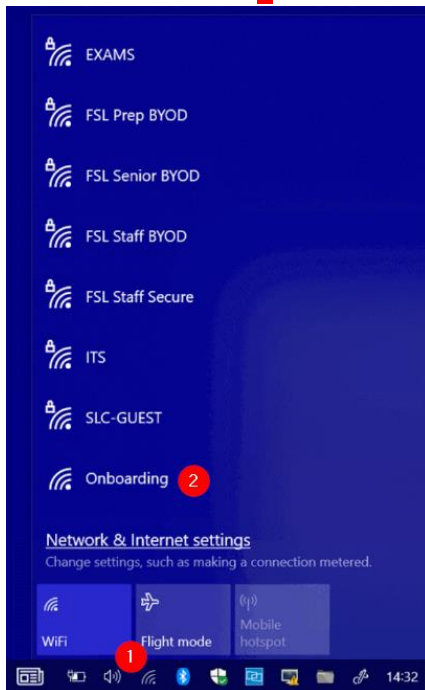 EXAMS
FSL Prep BYOD
FSL Senior BYOD
FSL Staff BYOD
FSL Staff Secure
ITS
SLC-GUEST
Onboarding 2
Network & Internet settings
Change settings, such as making a connection metered.
WiFi
Flight mode
Mobile
hotspot
1
14:32